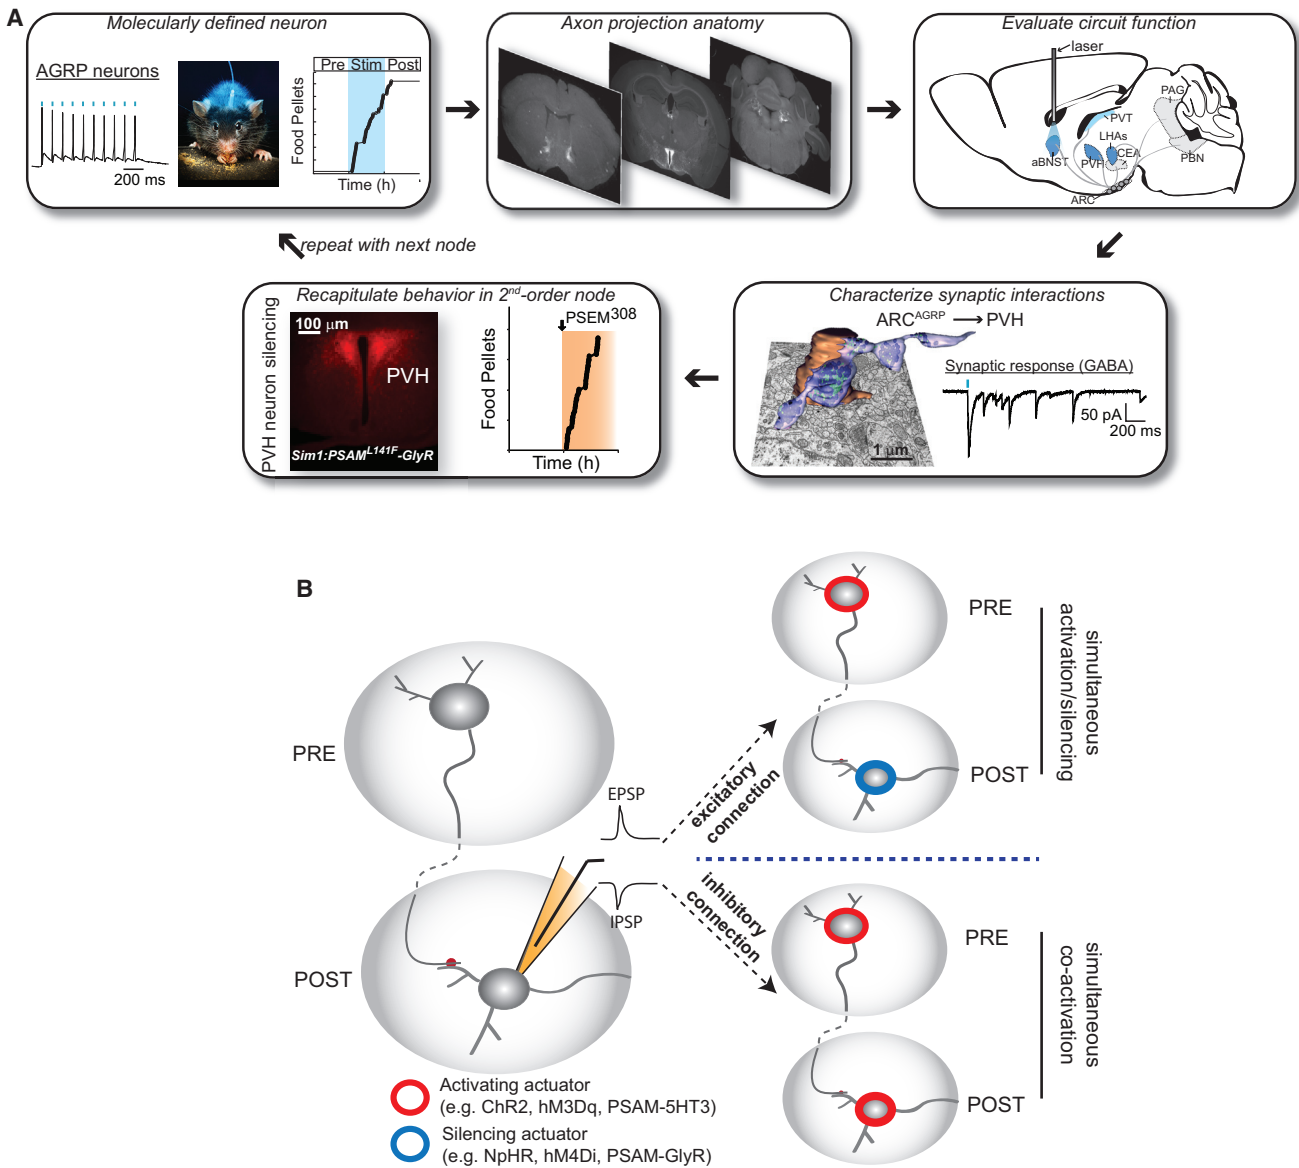 A
Molecularly defined neuron
AGRP neurons
200 ms
Pre Stim Post
Food Pellets
Time (h)
Axon projection anatomy
Evaluate circuit function
laser
PAG
PVT
LHAs
CEA
aBNST
PVH
PBN
ARC
repeat with next node
Recapitulate behavior in 2nd-order node
PVH neuron silencing
100 µm
PVH
Sim1:PSAML141F-GlyR
PSEM308
Food Pellets
Time (h)
Characterize synaptic interactions
ARCAGRP → PVH
Synaptic response (GABA)
50 pA
200 ms
1 µm
B
PRE
POST
EPSP
IPSP
excitatory
connection
inhibitory
connection
PRE
POST
simultaneous
activation/silencing
PRE
POST
simultaneous
co-activation
Activating actuator
(e.g. ChR2, hM3Dq, PSAM-5HT3)
Silencing actuator
(e.g. NpHR, hM4Di, PSAM-GlyR)